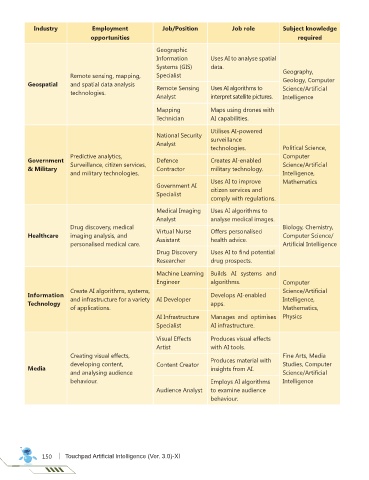 Industry Employment opportunities Job/Position Job role Subject knowledge required
Geospatial
Remote sensing, mapping,
and spatial data analysis
technologies.
Geographic
Information
Systems (GIS)
Specialist
Uses AI to analyse spatial
data.
Remote Sensing
Analyst
Uses AI algorithms to
interpret satellite pictures.
Mapping
Technician
Maps using drones with
AI capabilities.
Geography,
Geology, Computer
Science/Artificial
Intelligence
Government
& Military
Predictive analytics,
Surveillance, citizen services,
and military technologies.
National Security
Analyst
Utilises AI-powered
surveillance
technologies.
Defence
Contractor
Creates AI-enabled
military technology.
Government AI
Specialist
Uses AI to improve
citizen services and
comply with regulations.
Political Science,
Computer
Science/Artificial
Intelligence,
Mathematics
Healthcare
Drug discovery, medical
imaging analysis, and
personalised medical care.
Medical Imaging
Analyst
Uses AI algorithms to
analyse medical images.
Virtual Nurse
Assistant
Offers personalised
health advice.
Drug Discovery
Researcher
Uses AI to find potential
drug prospects.
Biology, Chemistry,
Computer Science/
Artificial Intelligence
Information
Technology
Create AI algorithms, systems,
and infrastructure for a variety
of applications.
Machine Learning
Engineer
Builds AI systems and
algorithms.
AI Developer
Develops AI-enabled
apps.
AI Infrastructure
Specialist
Manages and optimises
AI infrastructure.
Computer
Science/Artificial
Intelligence,
Mathematics,
Physics
Media
Creating visual effects,
developing content,
and analysing audience
behaviour.
Visual Effects
Artist
Produces visual effects
with AI tools.
Content Creator
Produces material with
insights from AI.
Audience Analyst
Employs AI algorithms
to examine audience
behaviour.
Fine Arts, Media
Studies, Computer
Science/Artificial
Intelligence
150 Touchpad Artificial Intelligence (Ver. 3.0)-XI